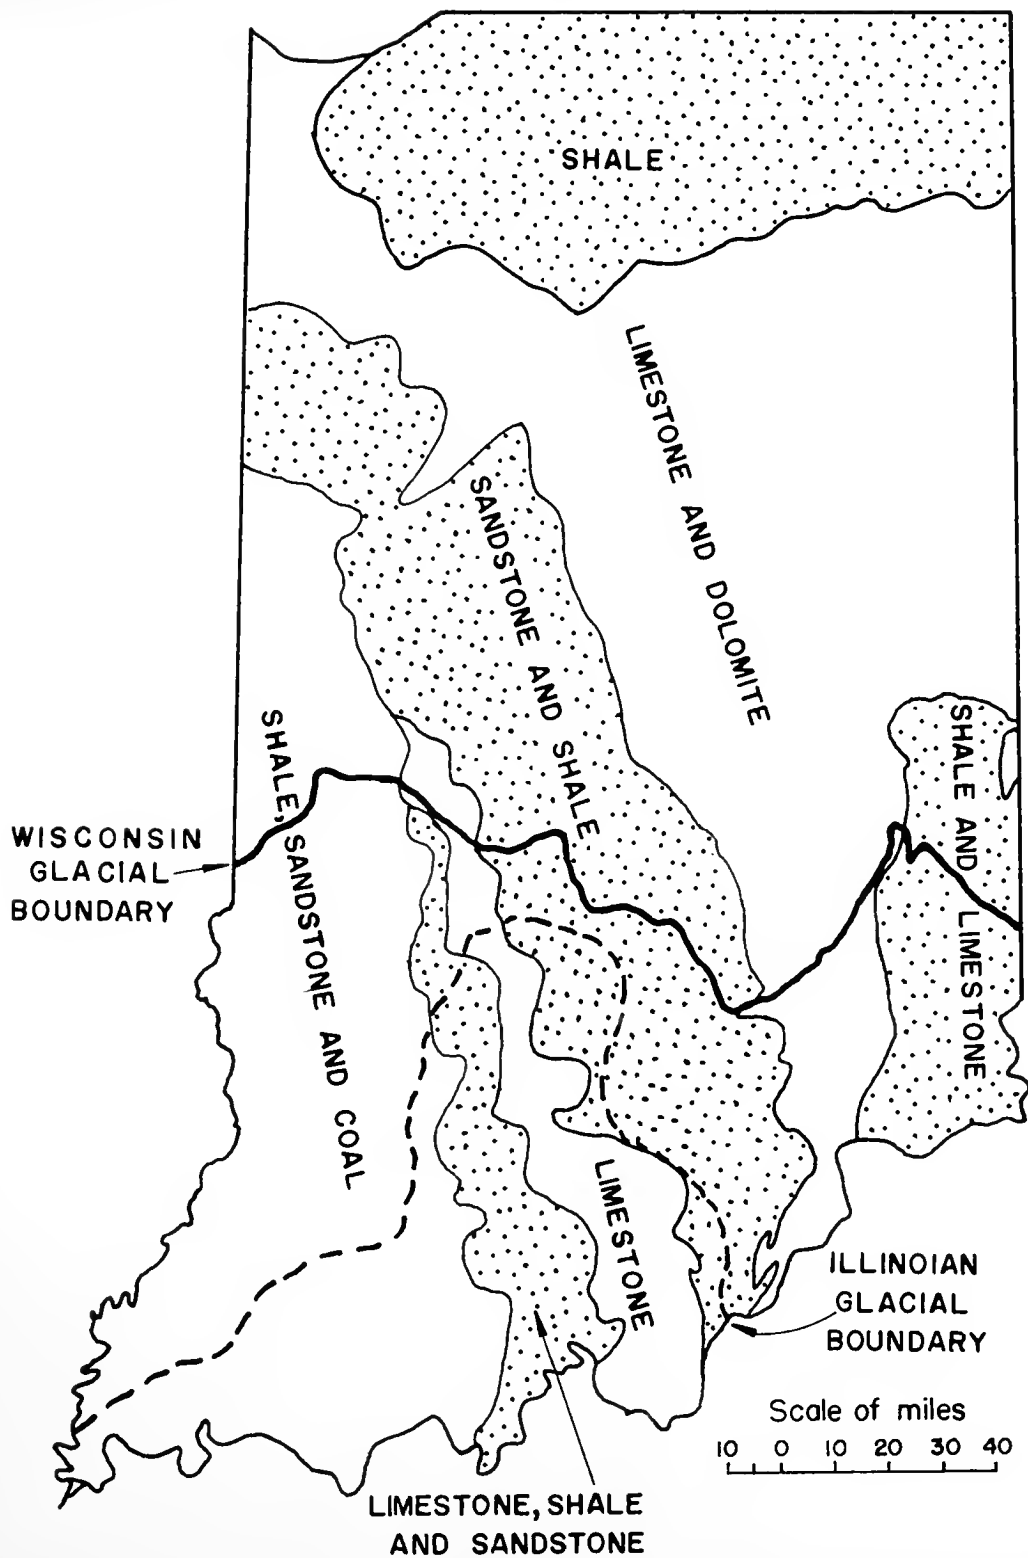 SHALE
LIMESTONE AND DOLOMITE
SANDSTONE AND SHALE
SHALE AND LIMESTONE
SHALE, SANDSTONE AND COAL
WISCONSIN
GLACIAL
BOUNDARY
LIMESTONE
ILLINOIAN
GLACIAL
BOUNDARY
Scale of miles
10 0 10 20 30 40
LIMESTONE, SHALE
AND SANDSTONE